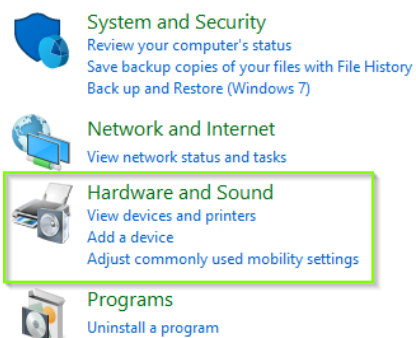 System and Security
Review your computer's status
Save backup copies of your files with File History
Back up and Restore (Windows 7)
Network and Internet
View network status and tasks
Hardware and Sound
View devices and printers
Add a device
Adjust commonly used mobility settings
Programs
Uninstall a program